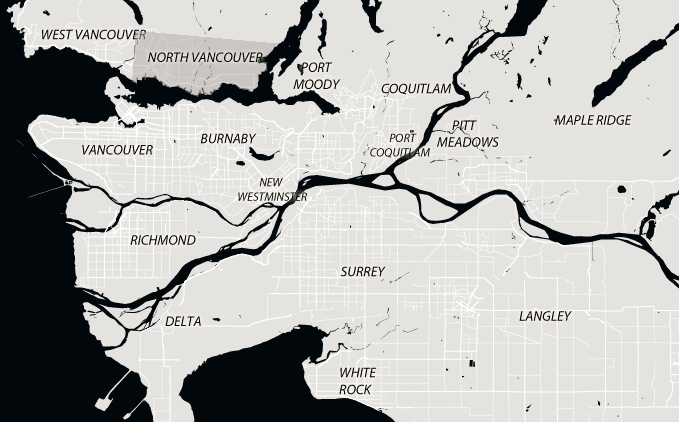 WEST VANCOUVER
NORTH VANCOUVER
PORT
MOODY
COQUITLAM
MAPLE RIDGE
PITT
MEADOWS
BURNABY
PORT
COQUITLAM
VANCOUVER
NEW
WESTMINSTER
RICHMOND
SURREY
LANGLEY
DELTA
WHITE
ROCK